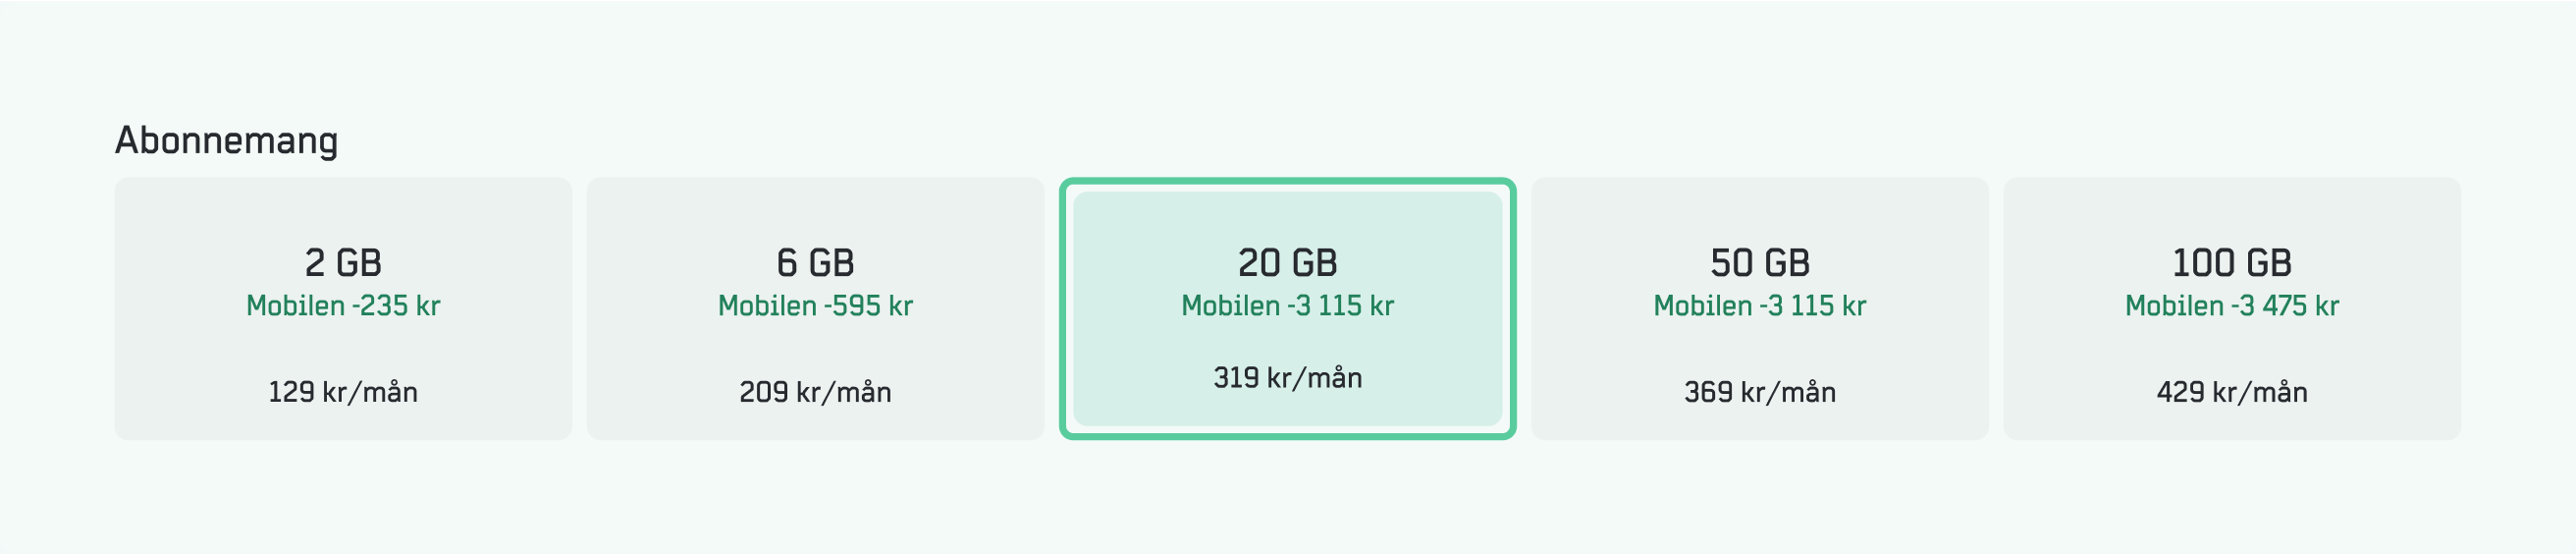 Abonnemang
2 GB
Mobilen -235 kr
129 kr/mån
6 GB
Mobilen -595 kr
209 kr/mån
20 GB
Mobilen -3 115 kr
319 kr/mån
50 GB
Mobilen -3 115 kr
369 kr/mån
100 GB
Mobilen -3 475 kr
429 kr/mån